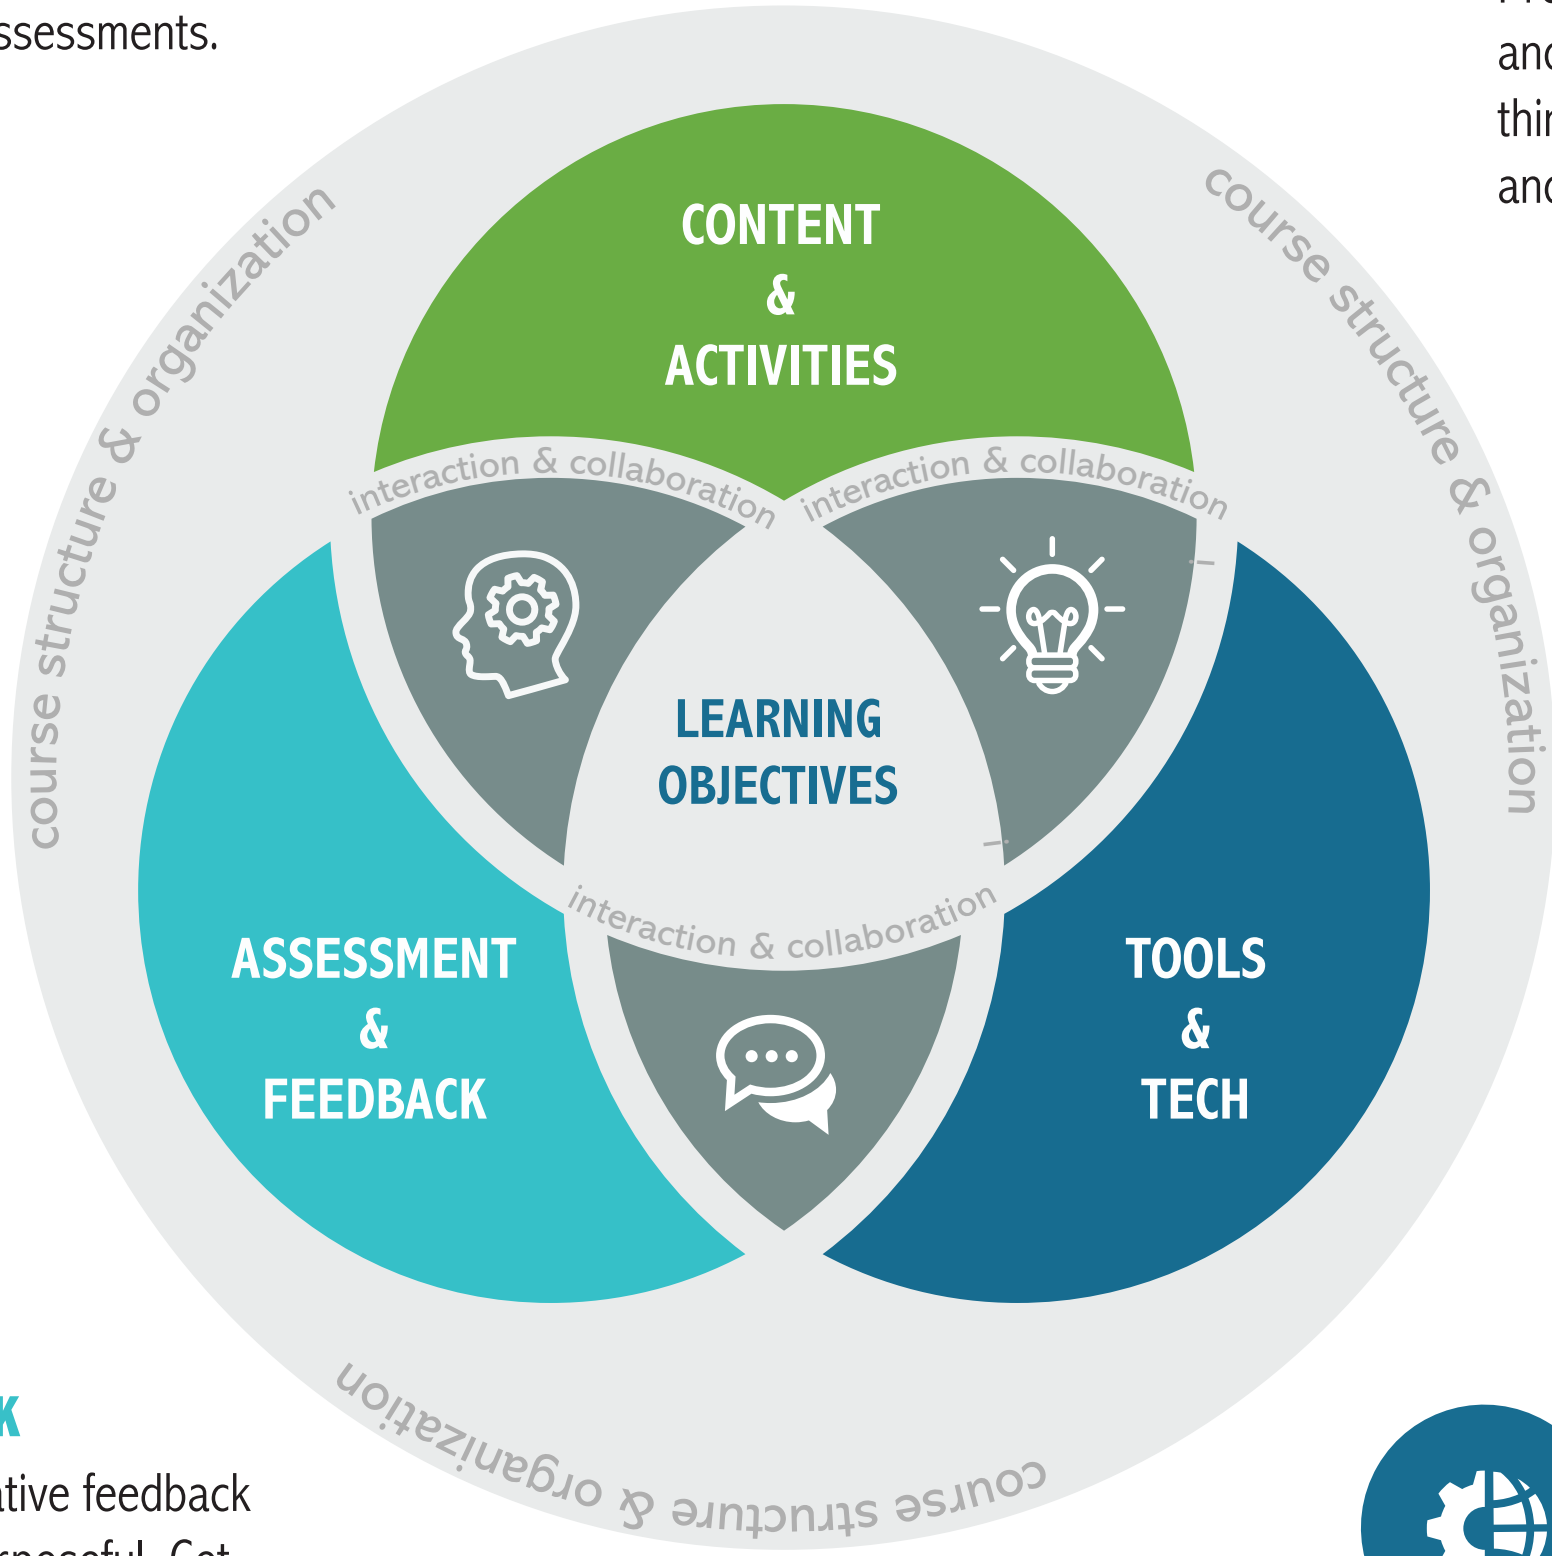 ssessments.
course structure & organization
course structure & organization
CONTENT
&
ACTIVITIES
interaction & collaboration
interaction & collaboration
LEARNING
OBJECTIVES
interaction & collaboration
ASSESSMENT
&
FEEDBACK
TOOLS
&
TECH
course structure & organization
K
ative feedback